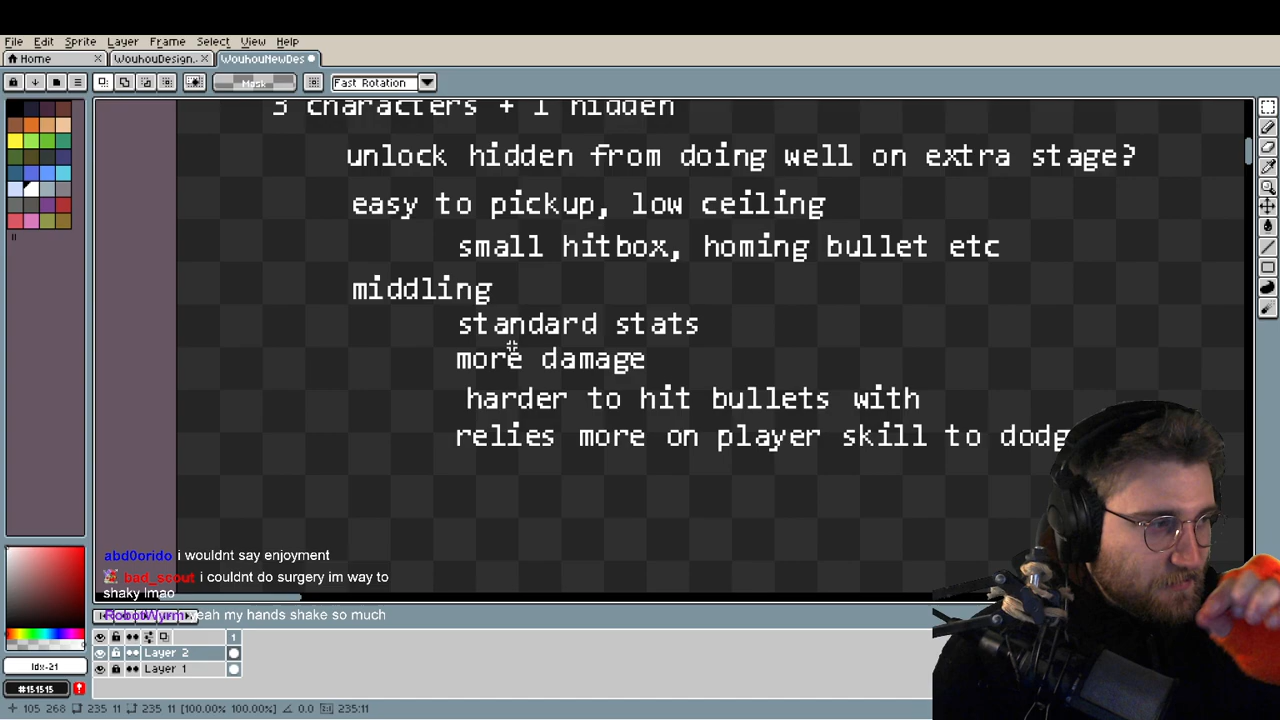 File Edit Sprite Layer Frame Select View Help
Home WouhouDesign. WouhouNewDes
Mask Fast Rotation
3 characters + 1 hidden
unlock hidden from doing well on extra stage?
easy to pickup, low ceiling
small hitbox, homing bullet etc
middling
standard stats
more damage
harder to hit bullets with
relies more on player skill to dodg
abd0orido i wouldnt say enjoyment
bad_scout i couldnt do surgery im way to
shaky lmao
RobotWyrm yeah my hands shake so much
1
Layer 2
Layer 1
Idx-21
#151515
105 268 235 11 235 11 [100.00% 100.00%] 0.0 235:11